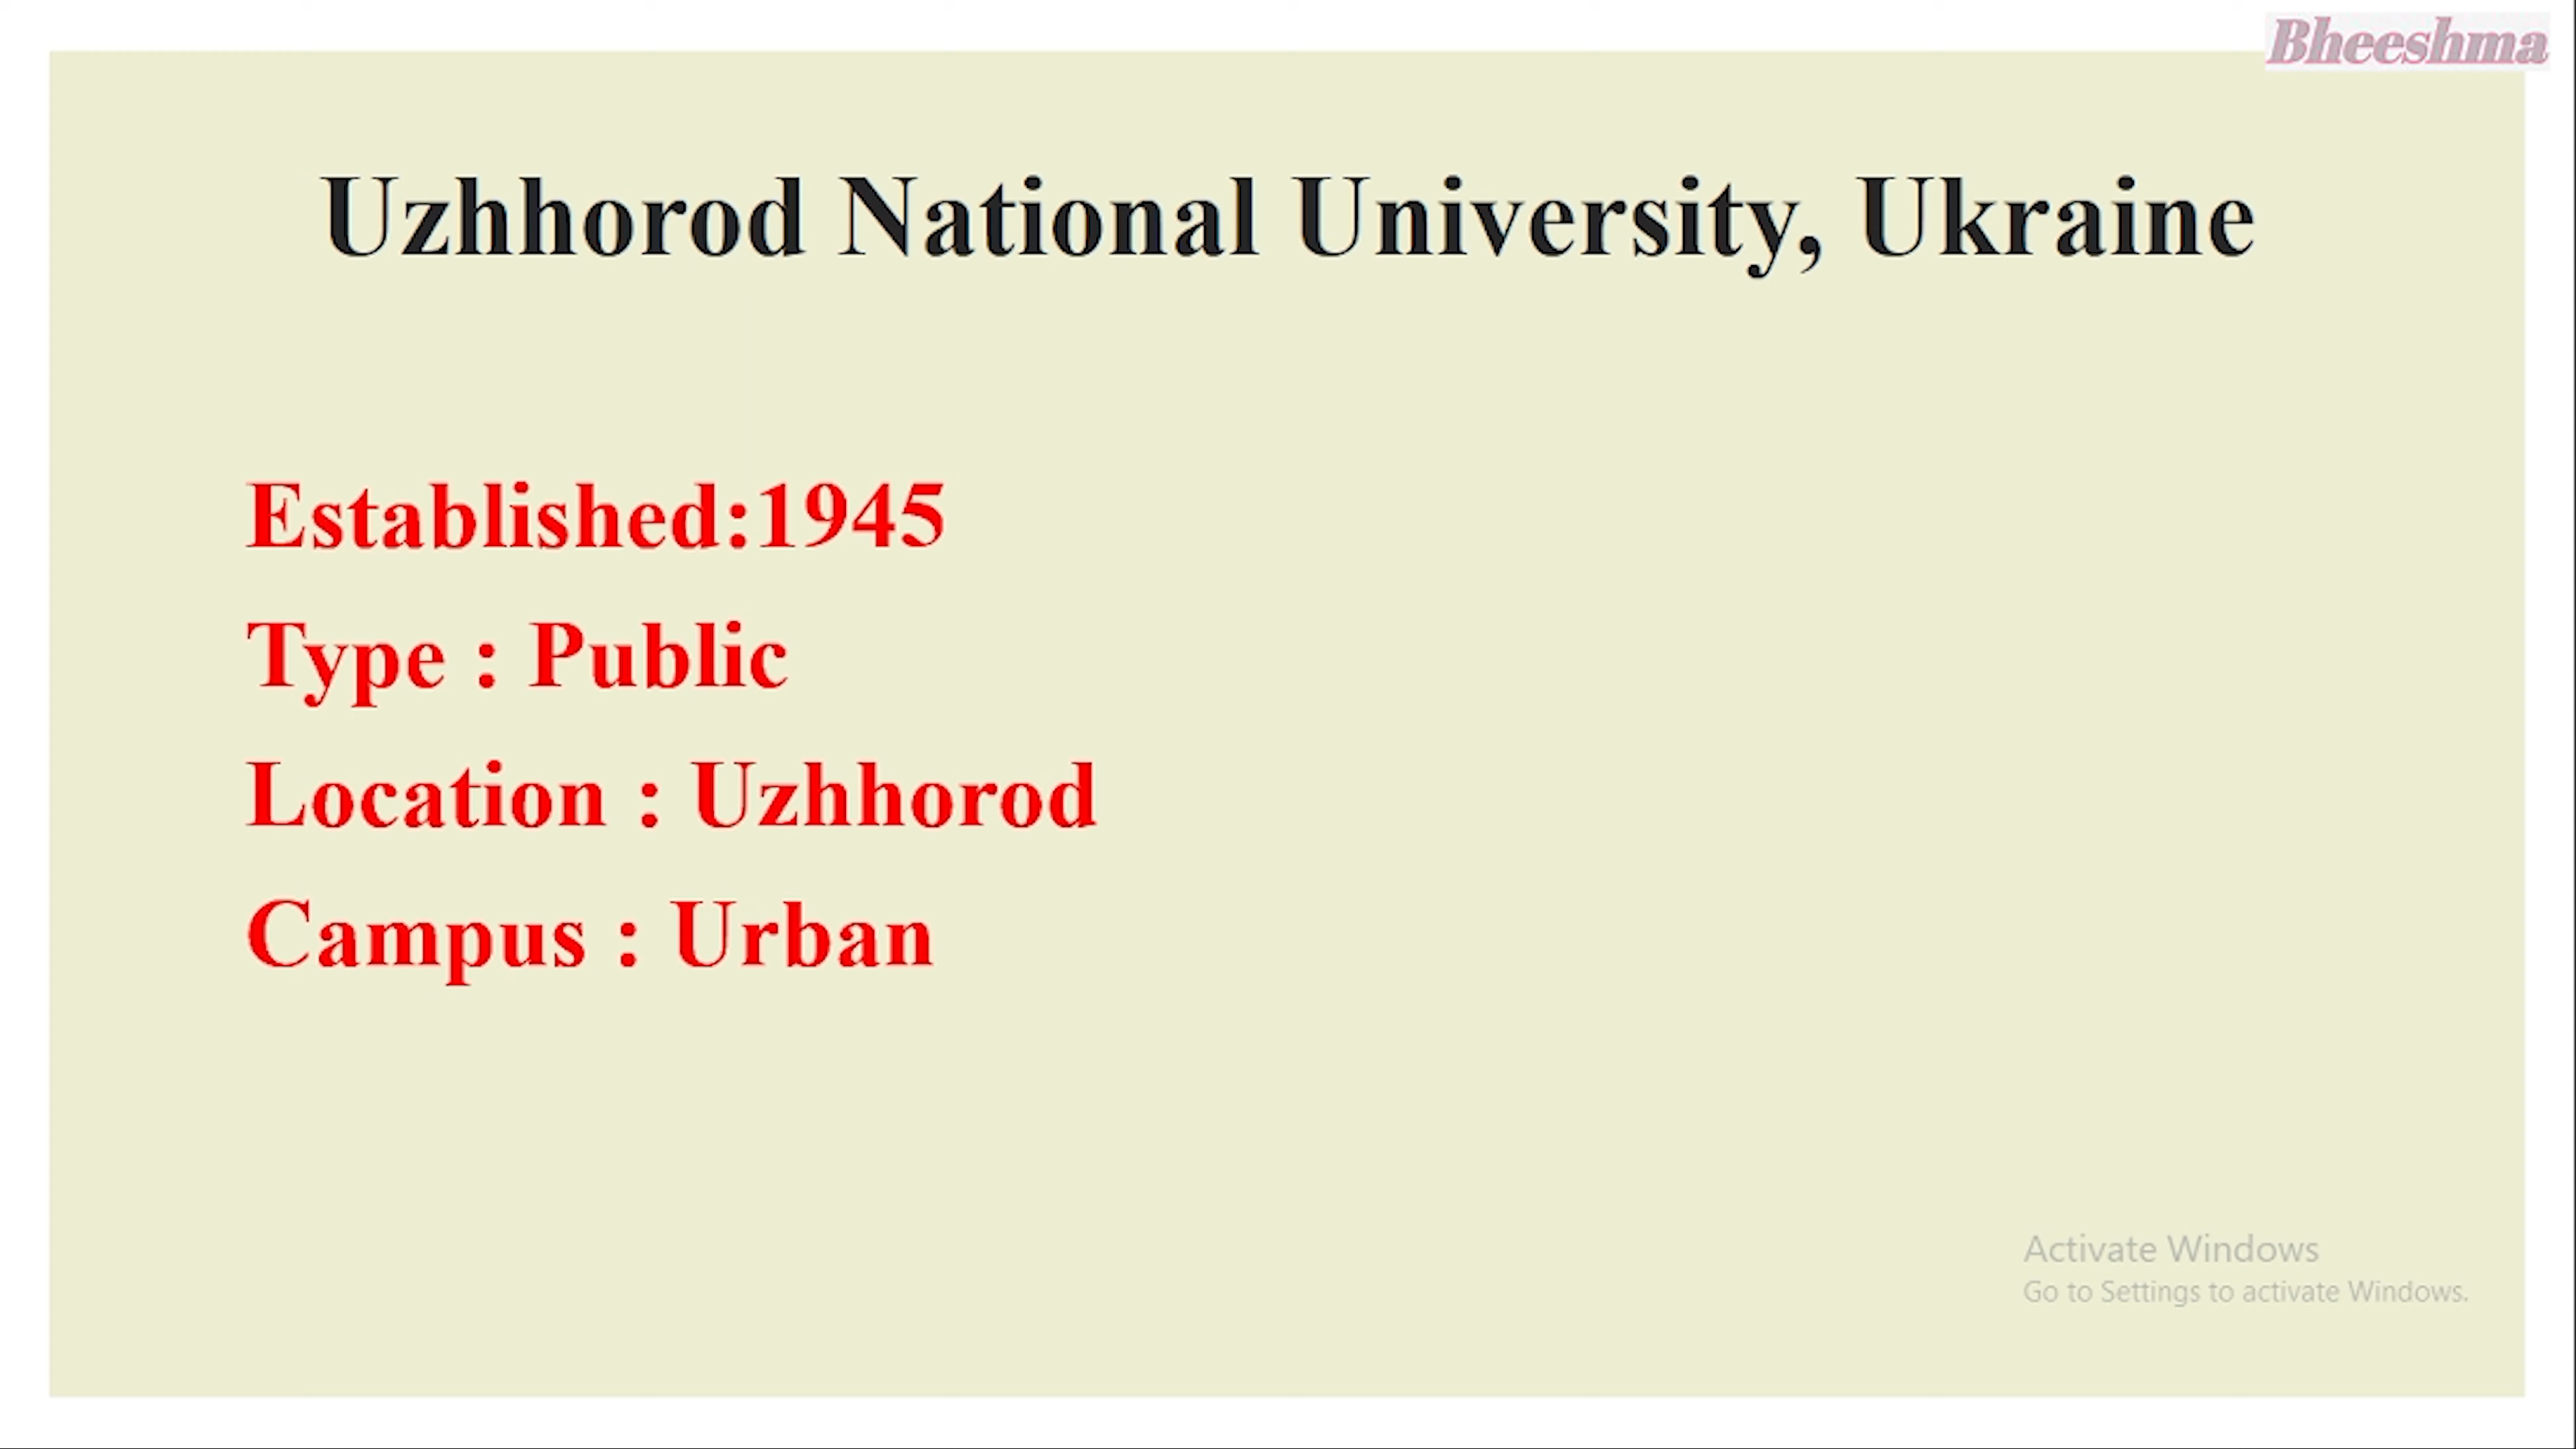 Bheeshma
Uzhhorod National University, Ukraine
Established:1945
Type : Public
Location : Uzhhorod
Campus : Urban
Activate Windows
Go to Settings to activate Windows.